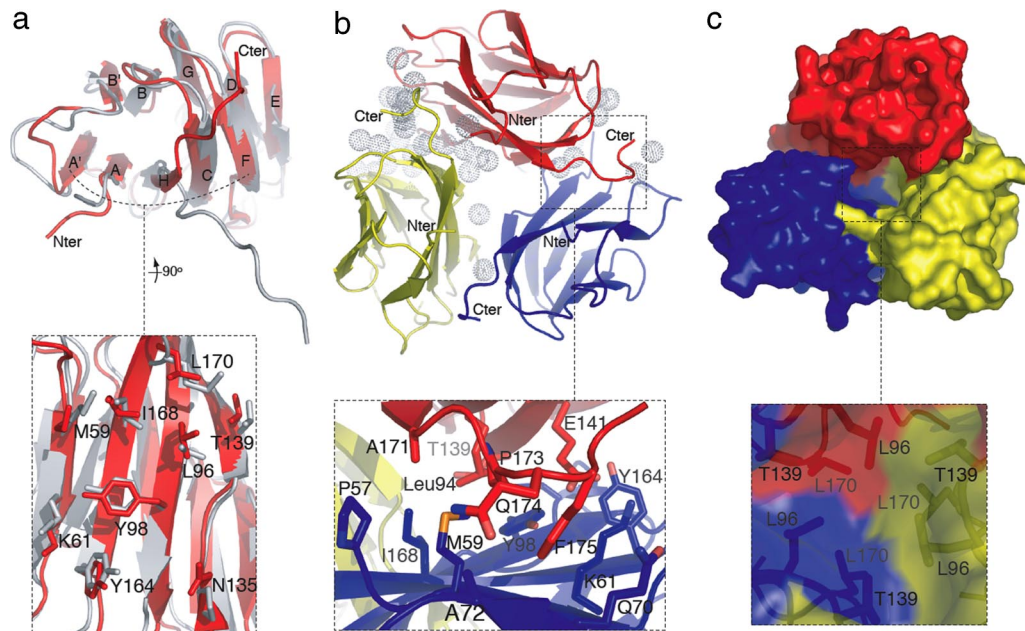 a
Cter
G
D
B'
B
E
A'
A
H
C
F
Nter
90º
L170
I168
M59
T139
L96
Y98
K61
Y164
N135
b
Cter
Nter
Cter
Nter
Nter
Cter
E141
A171
T139
P173
Y164
Leu94
P57
Q174
M59
Y98
I168
F175
K61
A72
Q70
c
L96
T139
T139
L170
L170
L96
L170
L96
T139